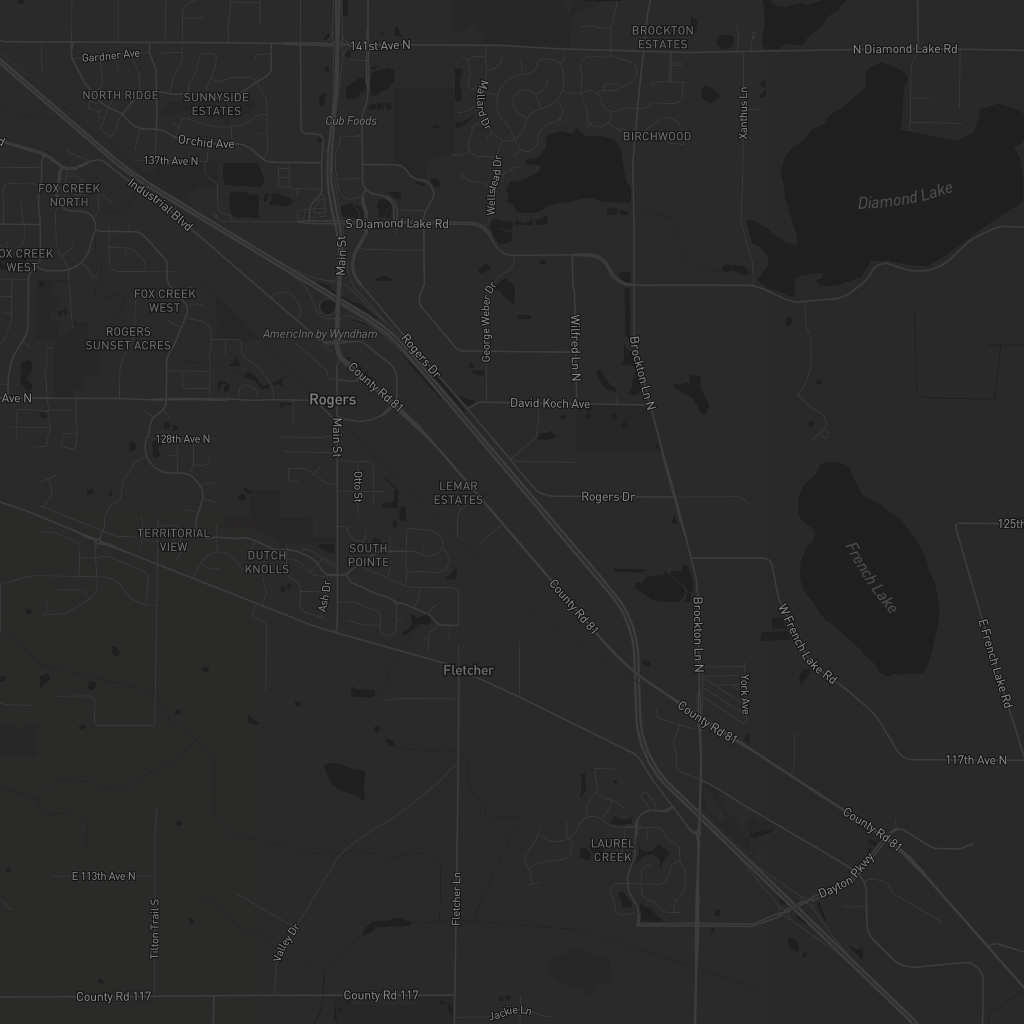 BROCKTON
ESTATES
141st Ave N
N Diamond Lake Rd
Gardner Ave
NORTH RIDGE
SUNNYSIDE
ESTATES
Mallard Dr
Xanthus Ln
Cub Foods
BIRCHWOOD
Orchid Ave
137th Ave N
FOX CREEK
NORTH
Industrial Blvd
Wellstead Dr
Diamond Lake
S Diamond Lake Rd
Main St
OX CREEK
WEST
FOX CREEK
WEST
ROGERS
SUNSET ACRES
AmericInn by Wyndham
George Weber Dr
Wilfred Ln N
Rogers Dr
Brockton Ln N
County Rd 81
Ave N
Rogers
David Koch Ave
128th Ave N
Main St
Otto St
LEMAR
ESTATES
Rogers Dr
125th
TERRITORIAL
VIEW
DUTCH
KNOLLS
SOUTH
POINTE
French Lake
Ash Dr
County Rd 81
Brockton Ln N
W French Lake Rd
E French Lake Rd
Fletcher
York Ave
County Rd 81
117th Ave N
County Rd 81
LAUREL
CREEK
Dayton Pkwy
E 113th Ave N
Fletcher Ln
Tilton Trail S
Valley Dr
County Rd 117
County Rd 117
Jackie Ln